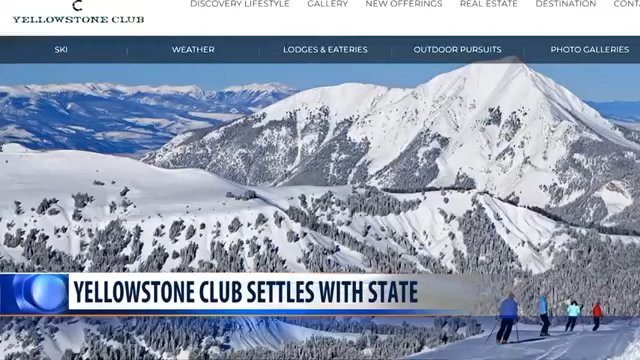 DISCOVERY LIFESTYLE GALLERY NEW OFFERINGS REAL ESTATE DESTINATION CONTA
YELLOWSTONE CLUB
SKI WEATHER LODGES & EATERIES OUTDOOR PURSUITS PHOTO GALLERIES
YELLOWSTONE CLUB SETTLES WITH STATE